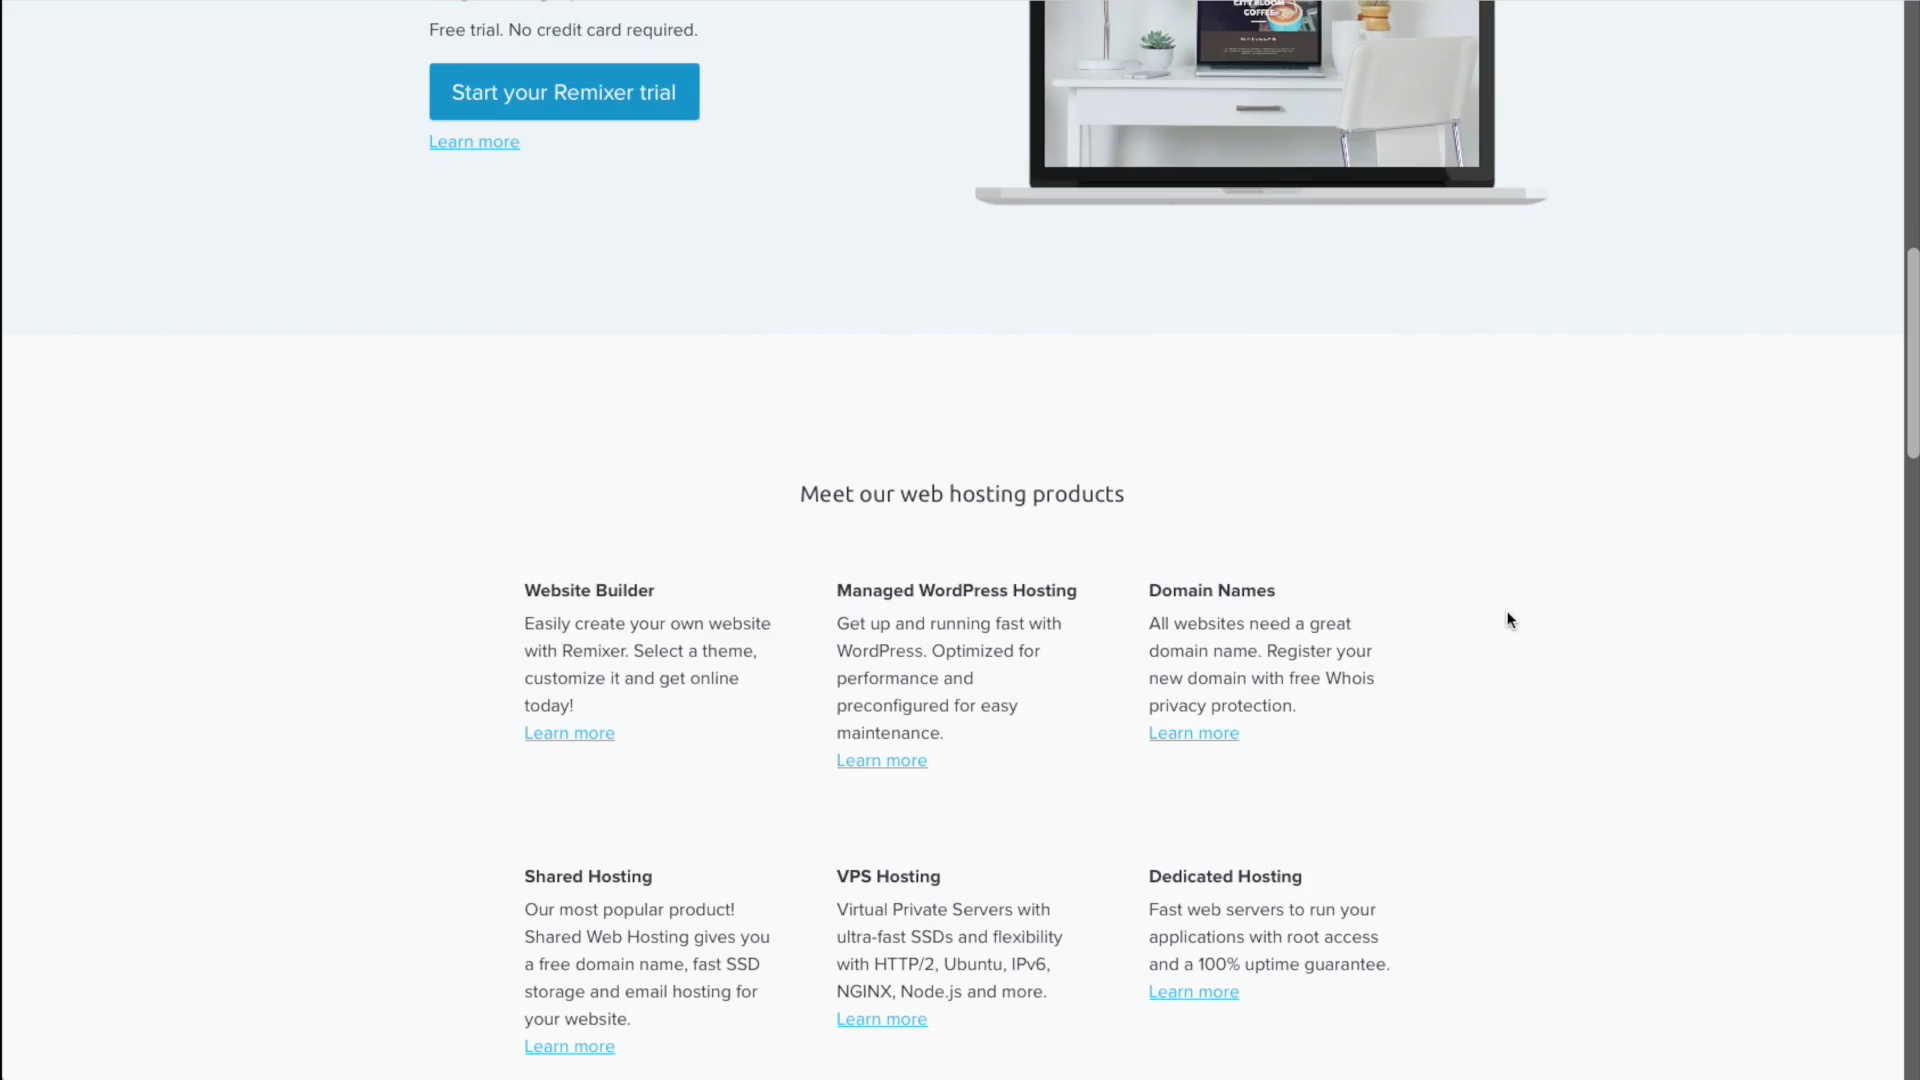 Free trial. No credit card required.
Start your Remixer trial
Learn more
COFFEE
Meet our web hosting products
Website Builder
Easily create your own website
with Remixer. Select a theme,
customize it and get online
today!
Learn more
Managed WordPress Hosting
Get up and running fast with
WordPress. Optimized for
performance and
preconfigured for easy
maintenance.
Learn more
Domain Names
All websites need a great
domain name. Register your
new domain with free Whois
privacy protection.
Learn more
Shared Hosting
Our most popular product!
Shared Web Hosting gives you
a free domain name, fast SSD
storage and email hosting for
your website.
Learn more
VPS Hosting
Virtual Private Servers with
ultra-fast SSDs and flexibility
with HTTP/2, Ubuntu, IPv6,
NGINX, Node.js and more.
Learn more
Dedicated Hosting
Fast web servers to run your
applications with root access
and a 100% uptime guarantee.
Learn more